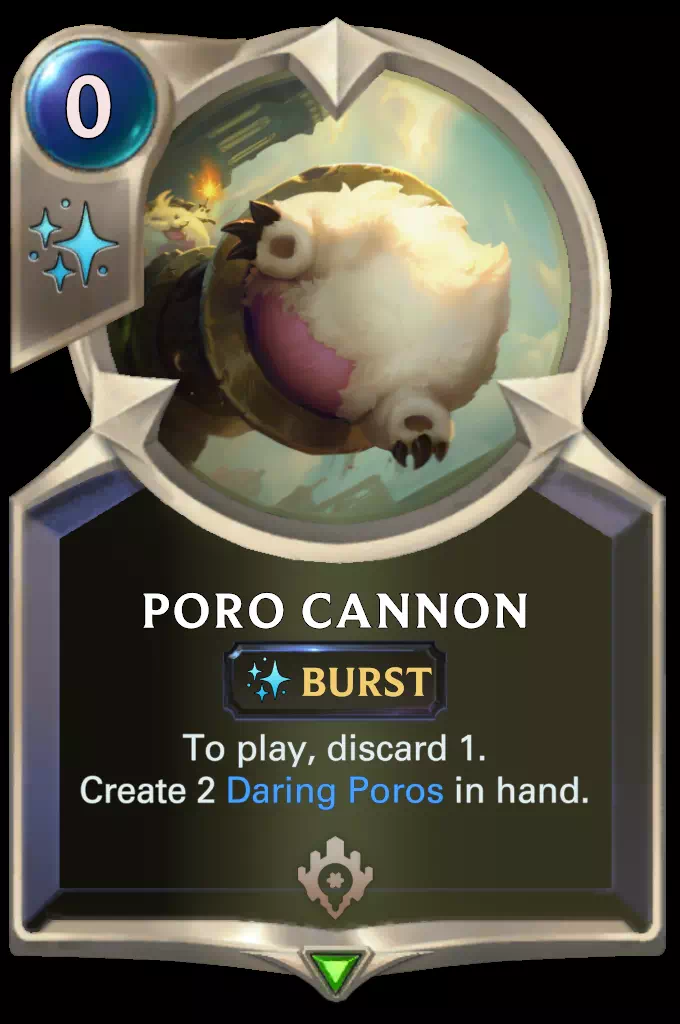 0
PORO CANNON
BURST
To play, discard 1.
Create 2 Daring Poros in hand.